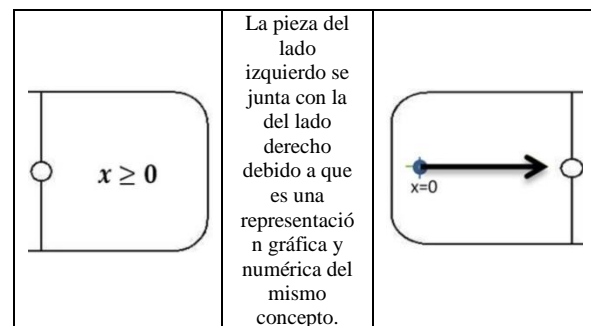 x ≥ 0
La pieza del
lado
izquierdo se
junta con la
del lado
derecho
debido a que
es una
representació
n gráfica y
numérica del
mismo
concepto.
x=0